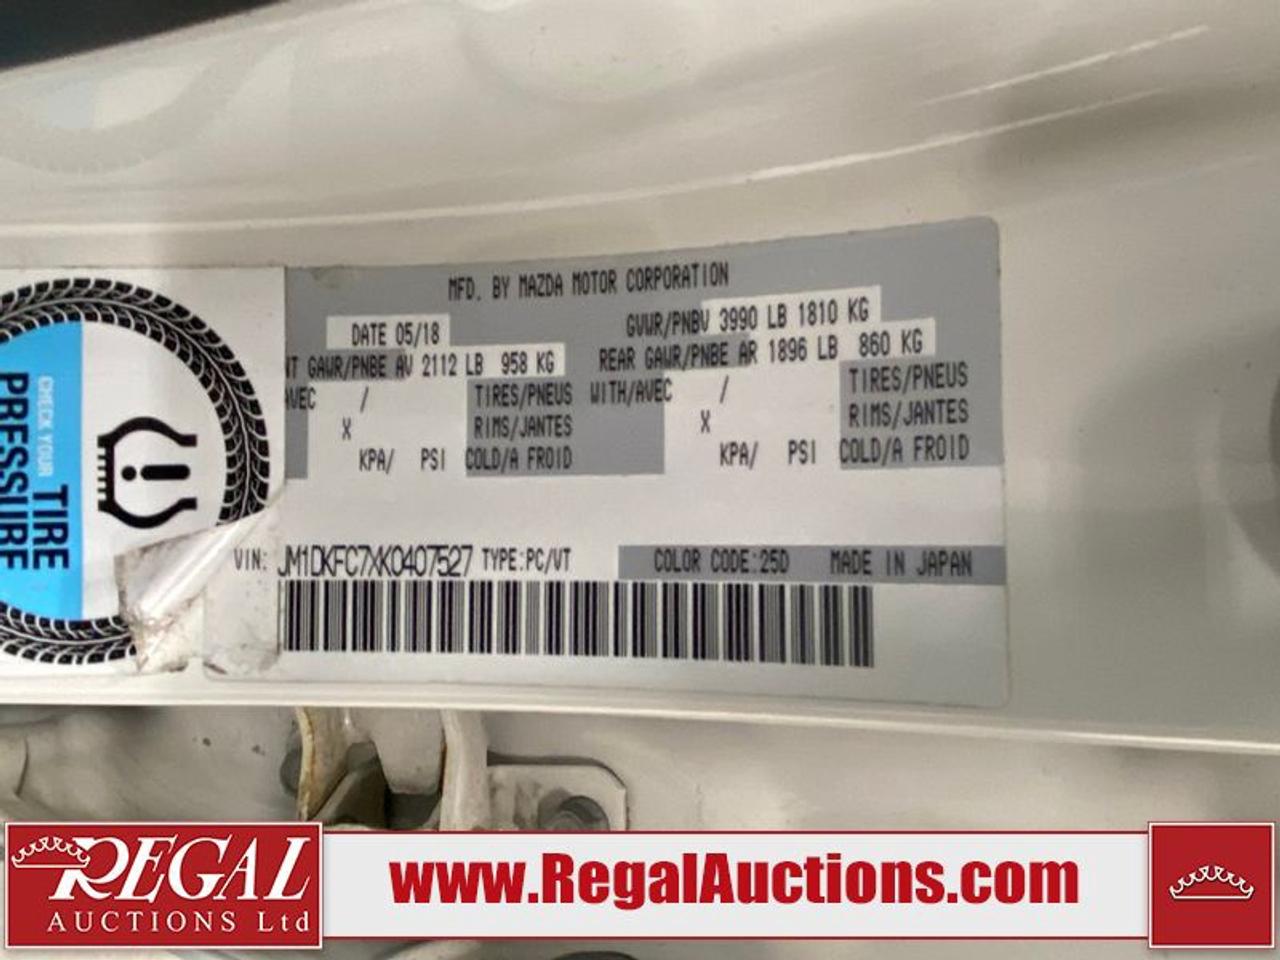 MFD. BY MAZDA MOTOR CORPORATION
DATE 05/18
GVWR/PNBV 3990 LB 1810 KG
GAWR/PNBE AV 2112 LB 958 KG
REAR GAWR/PNBE AR 1896 LB 860 KG
AVEC / TIRES/PNEUS WITH/AVEC / TIRES/PNEUS
X RIMS/JANTES X RIMS/JANTES
KPA/ PSI COLD/A FROID KPA/ PSI COLD/A FROID
CHECK YOUR
TIRE
PRESSURE
VIN: JM1DKFC7XK0407527 TYPE:PC/VT COLOR CODE:25D MADE IN JAPAN
REGAL
AUCTIONS Ltd
www.RegalAuctions.com